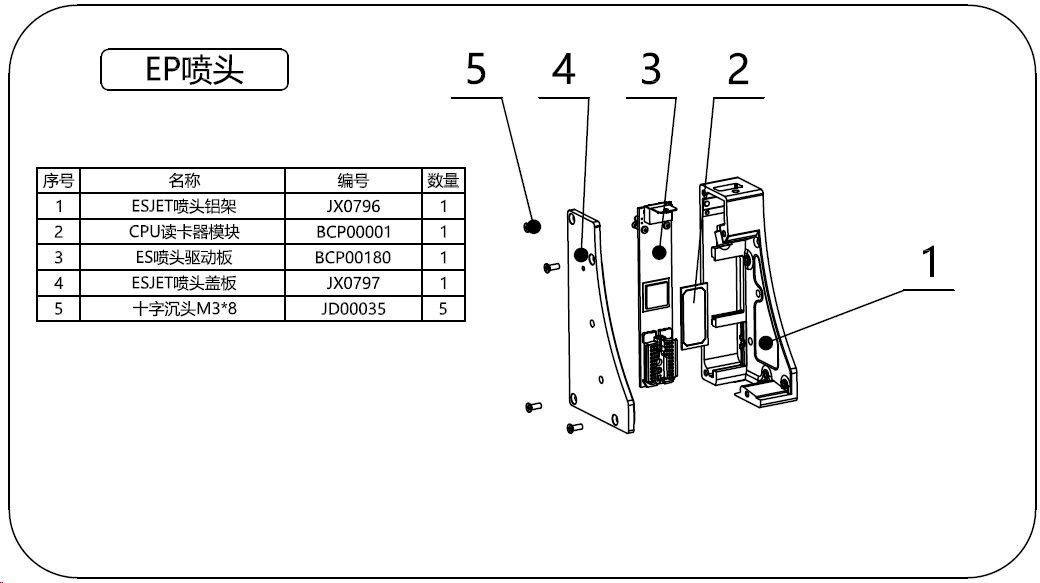 EP喷头
5 4 3 2
序号 名称 编号 数量
1 ESJET喷头铝架 JX0796 1
2 CPU读卡器模块 BCP00001 1
3 ES喷头驱动板 BCP00180 1
4 ESJET喷头盖板 JX0797 1
5 十字沉头M3*8 JD00035 5
1